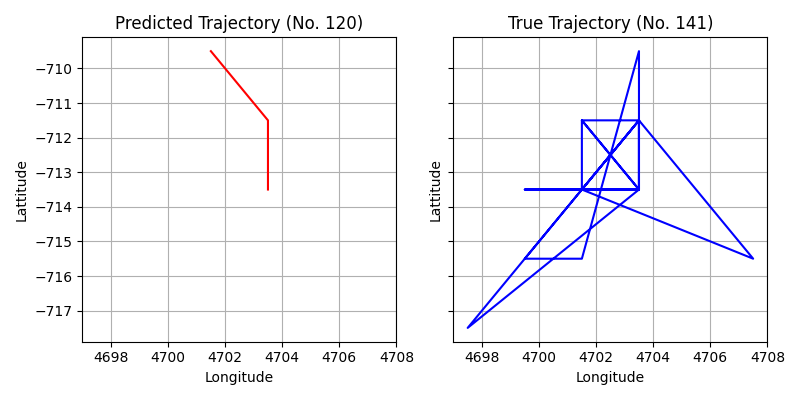 Predicted Trajectory (No. 120)
True Trajectory (No. 141)
−710
−711
−712
−713
−714
−715
−716
−717
Lattitude
Lattitude
4698 4700 4702 4704 4706 4708
4698 4700 4702 4704 4706 4708
Longitude
Longitude